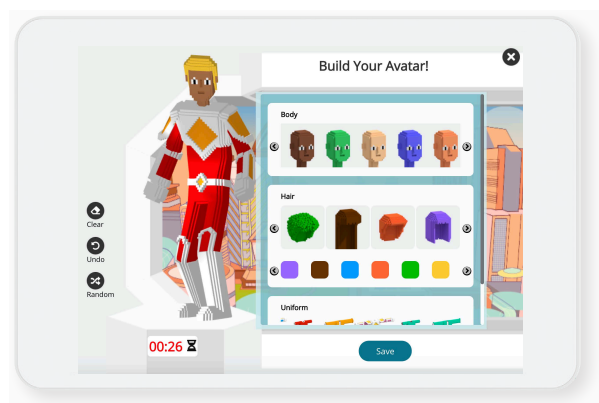 Build Your Avatar!
Body
Hair
Clear
Undo
Random
Uniform
00:26
Save